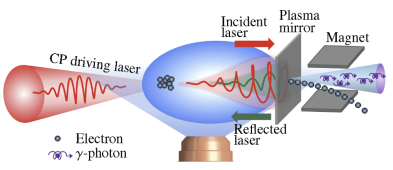 Incident
laser
Plasma
mirror
Magnet
CP driving laser
Electron
γ-photon
Reflected
laser